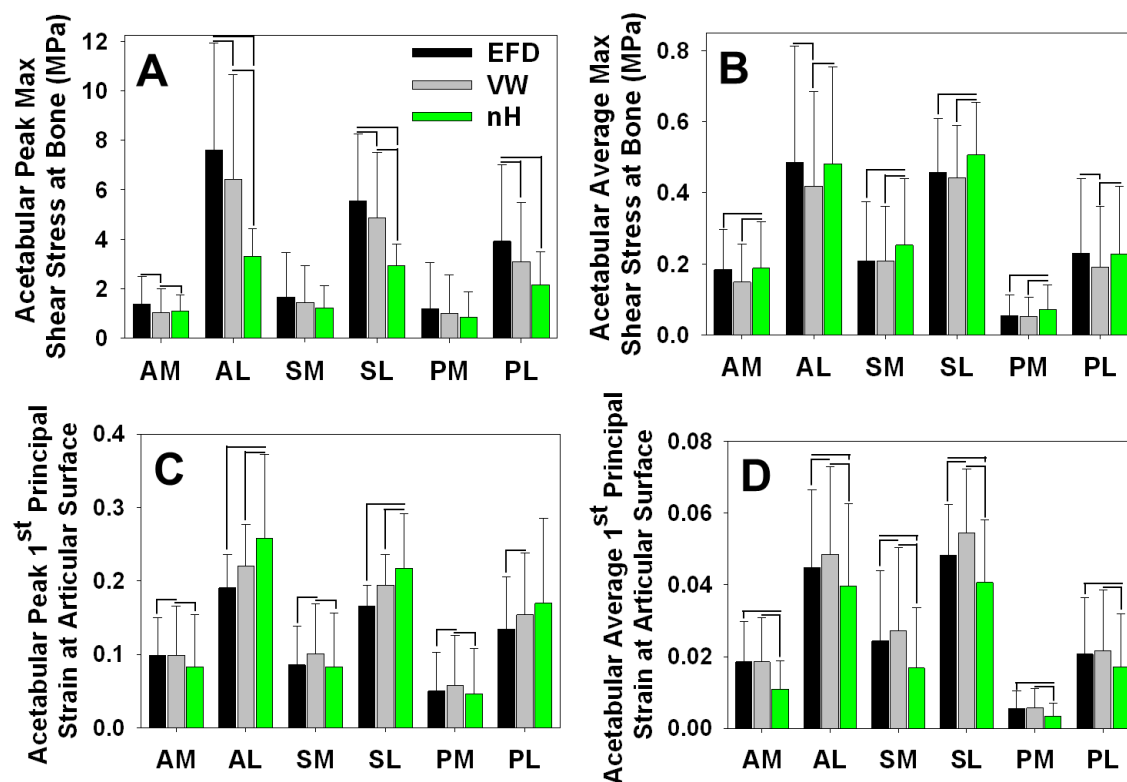 A
Acetabular Peak Max
Shear Stress at Bone (MPa)
12
10
8
6
4
2
0
EFD
VW
nH
AM AL SM SL PM PL
B
Acetabular Average Max
Shear Stress at Bone (MPa)
0.8
0.6
0.4
0.2
0.0
AM AL SM SL PM PL
C
Acetabular Peak 1st Principal
Strain at Articular Surface
0.4
0.3
0.2
0.1
0.0
AM AL SM SL PM PL
D
Acetabular Average 1st Principal
Strain at Articular Surface
0.08
0.06
0.04
0.02
0.00
AM AL SM SL PM PL